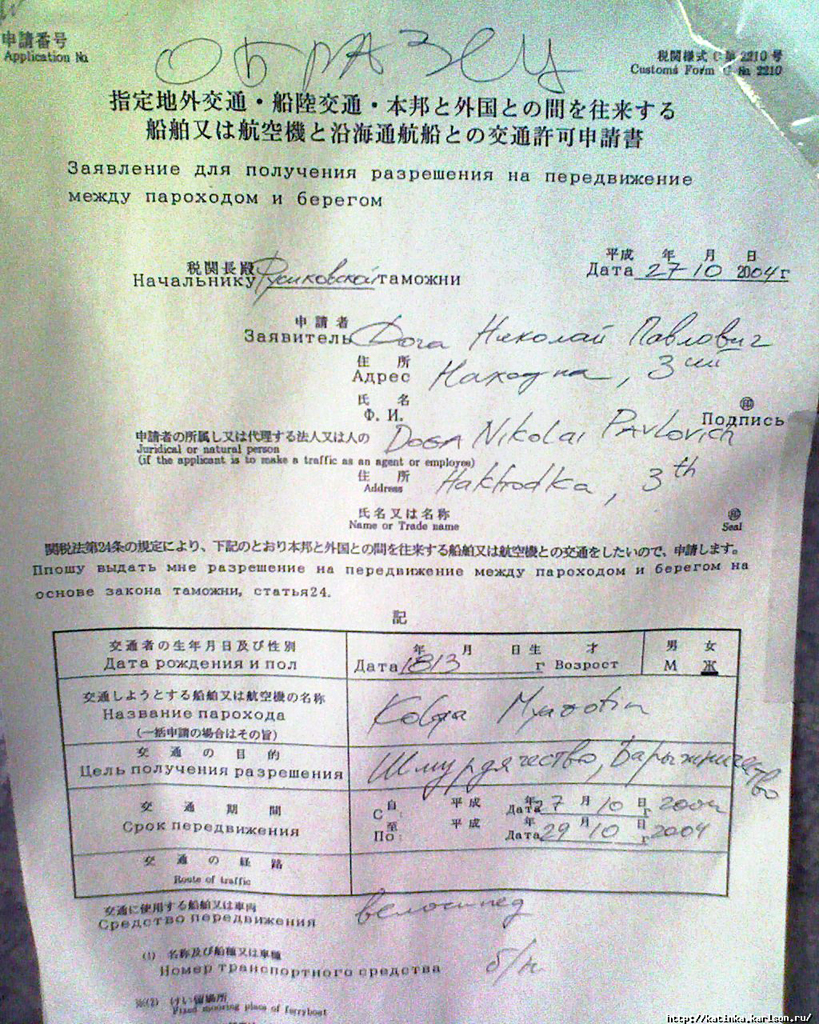 申請番号
Application №
ОБРАЗЕЦ
税関様式 C 第 2210 号
Customs Form C № 2210
指定地外交通・船陸交通・本邦と外国との間を往来する
船舶又は航空機と沿海通航船との交通許可申請書
Заявление для получения разрешения на передвижение
между пароходом и берегом
税関長殿
Начальнику таможни
平成 年 月 日
Дата 27 10 2004 г
申請者
Заявитель Дога Николай Павлович
住所
Адрес Находка, 3ий
氏名
Ф. И.
㊞
Подпись
申請者の所属し又は代理する法人又は人の
Juridical or natural person
(if the applicant is to make a traffic as an agent or employee)
DOGA Nikolai PAVLovich
住所
Address 3th
氏名又は名称
Name or Trade name
㊞
Seal
関税法第24条の規定により、下記のとおり本邦と外国との間を往来する船舶又は航空機との交通をしたいので、申請します。
Ппошу выдать мне разрешение на передвижение между пароходом и берегом на
основе закона таможни, статья24.
記
交通者の生年月日及び性別
Дата рождения и пол
年 月 日生 才
Дата 1813 г Возрост
男 女
М Ж
交通しようとする船舶又は航空機の名称
Название парохода
(一括申請の場合はその旨)
Kolya Myazotin
交通の目的
Цель получения разрешения
Шмурдячество, Барыжничество
交通期間
Срок передвижения
自 平成 年 月 日
С: Дата 27 10 г 2004
至 平成 年 月 日
По: Дата 29 10 г 2004
交通の経路
Route of traffic
交通に使用する船舶又は車両
Средство передвижения велосипед
(1) 名称及び船種又は車種
Номер транспортного средства б/н
※(2) けい留場所
Fixed mooring place of ferryboat
http://katinka.karlson.ru/